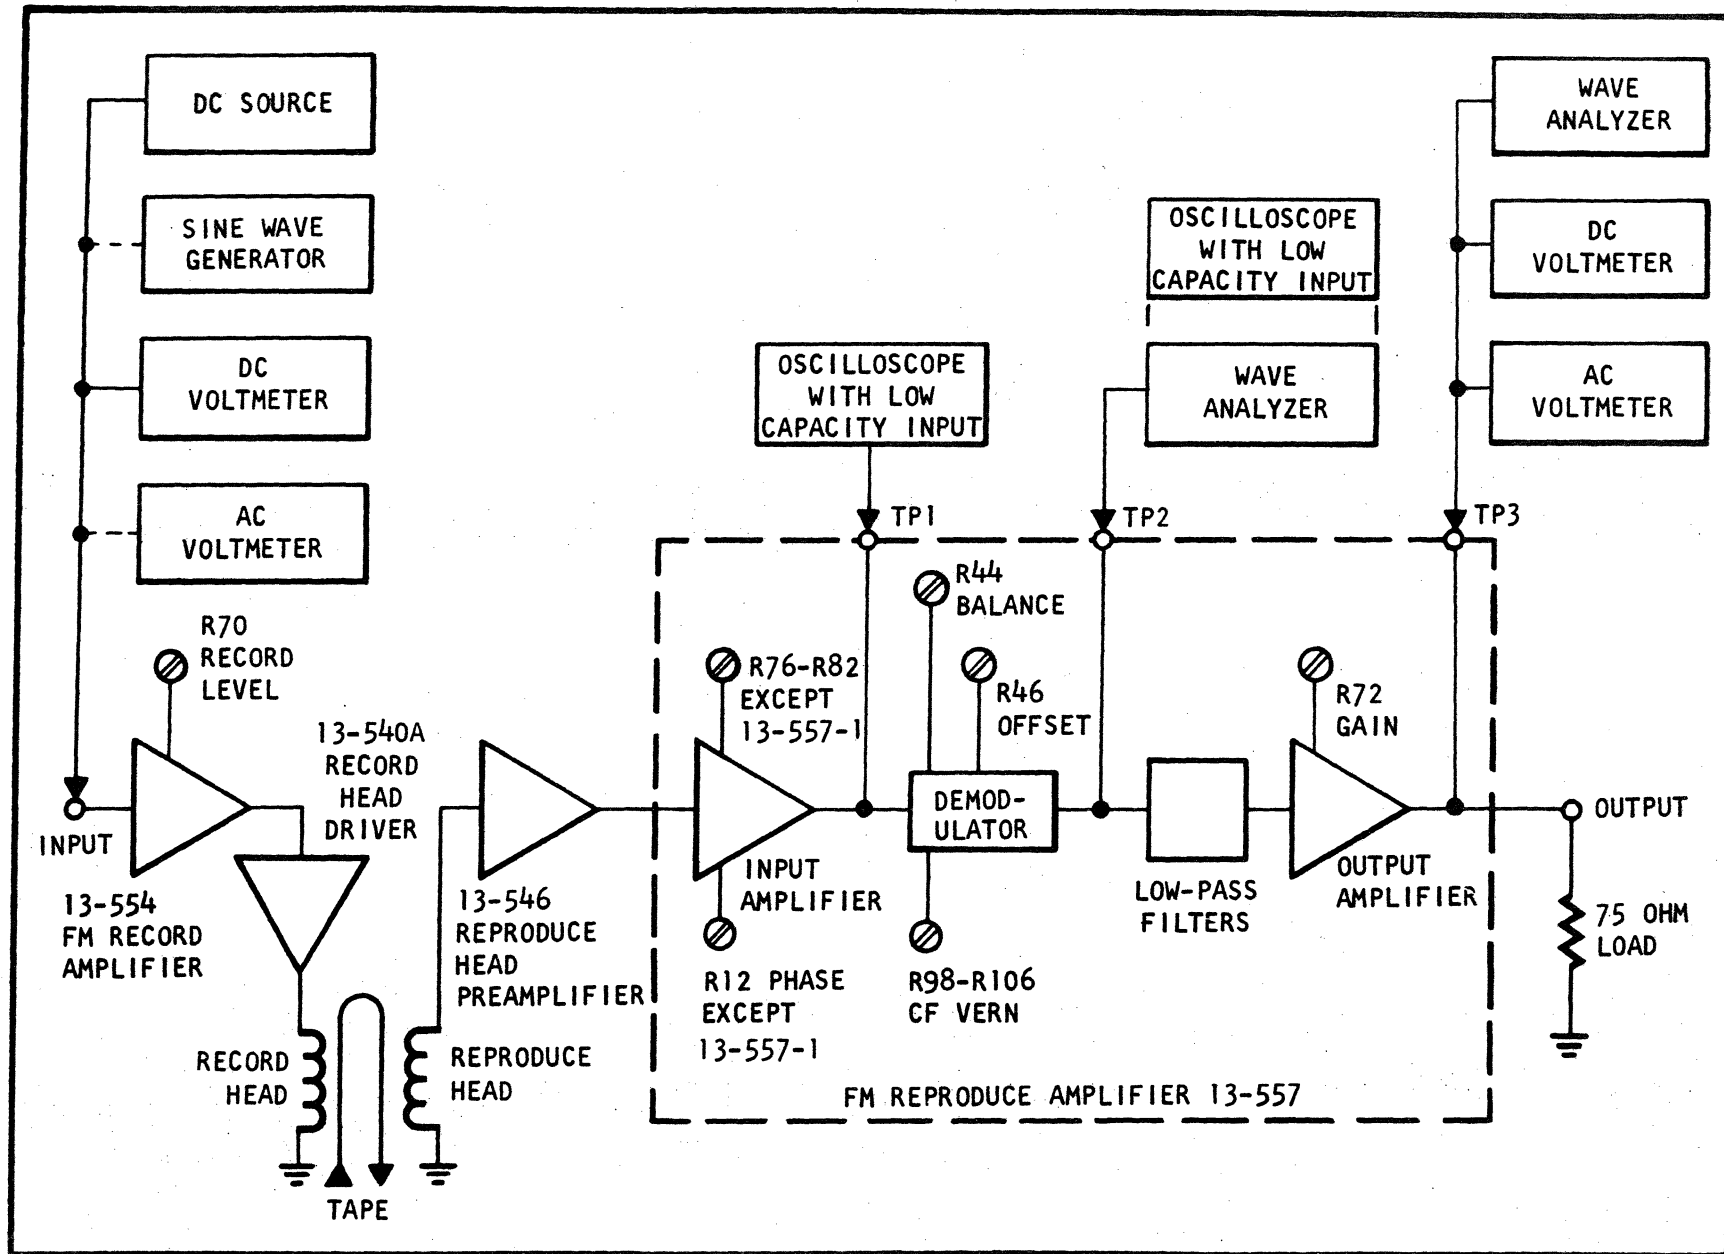 DC SOURCE
SINE WAVE
GENERATOR
DC
VOLTMETER
AC
VOLTMETER
WAVE
ANALYZER
DC
VOLTMETER
AC
VOLTMETER
OSCILLOSCOPE
WITH LOW
CAPACITY INPUT
WAVE
ANALYZER
OSCILLOSCOPE
WITH LOW
CAPACITY INPUT
TP1
TP2
TP3
R70
RECORD
LEVEL
R44
BALANCE
R76-R82
EXCEPT
13-557-1
R46
OFFSET
R72
GAIN
13-540A
RECORD
HEAD
DRIVER
INPUT
13-554
FM RECORD
AMPLIFIER
13-546
REPRODUCE
HEAD
PREAMPLIFIER
INPUT
AMPLIFIER
DEMOD-
ULATOR
LOW-PASS
FILTERS
OUTPUT
AMPLIFIER
OUTPUT
75 OHM
LOAD
R12 PHASE
EXCEPT
13-557-1
R98-R106
CF VERN
RECORD
HEAD
REPRODUCE
HEAD
FM REPRODUCE AMPLIFIER 13-557
TAPE